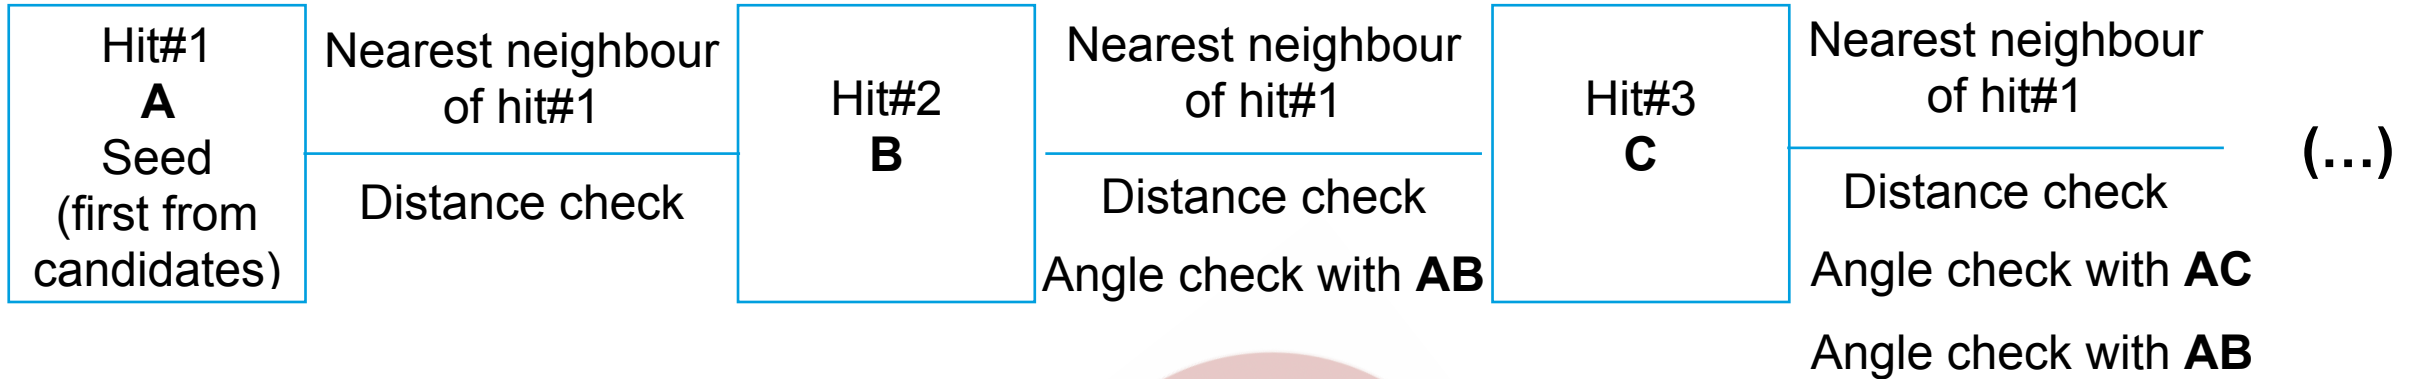 Hit#1
A
Seed
(first from
candidates)
Nearest neighbour
of hit#1
Distance check
Hit#2
B
Nearest neighbour
of hit#1
Distance check
Angle check with AB
Hit#3
C
Nearest neighbour
of hit#1
Distance check
Angle check with AC
Angle check with AB
(...)